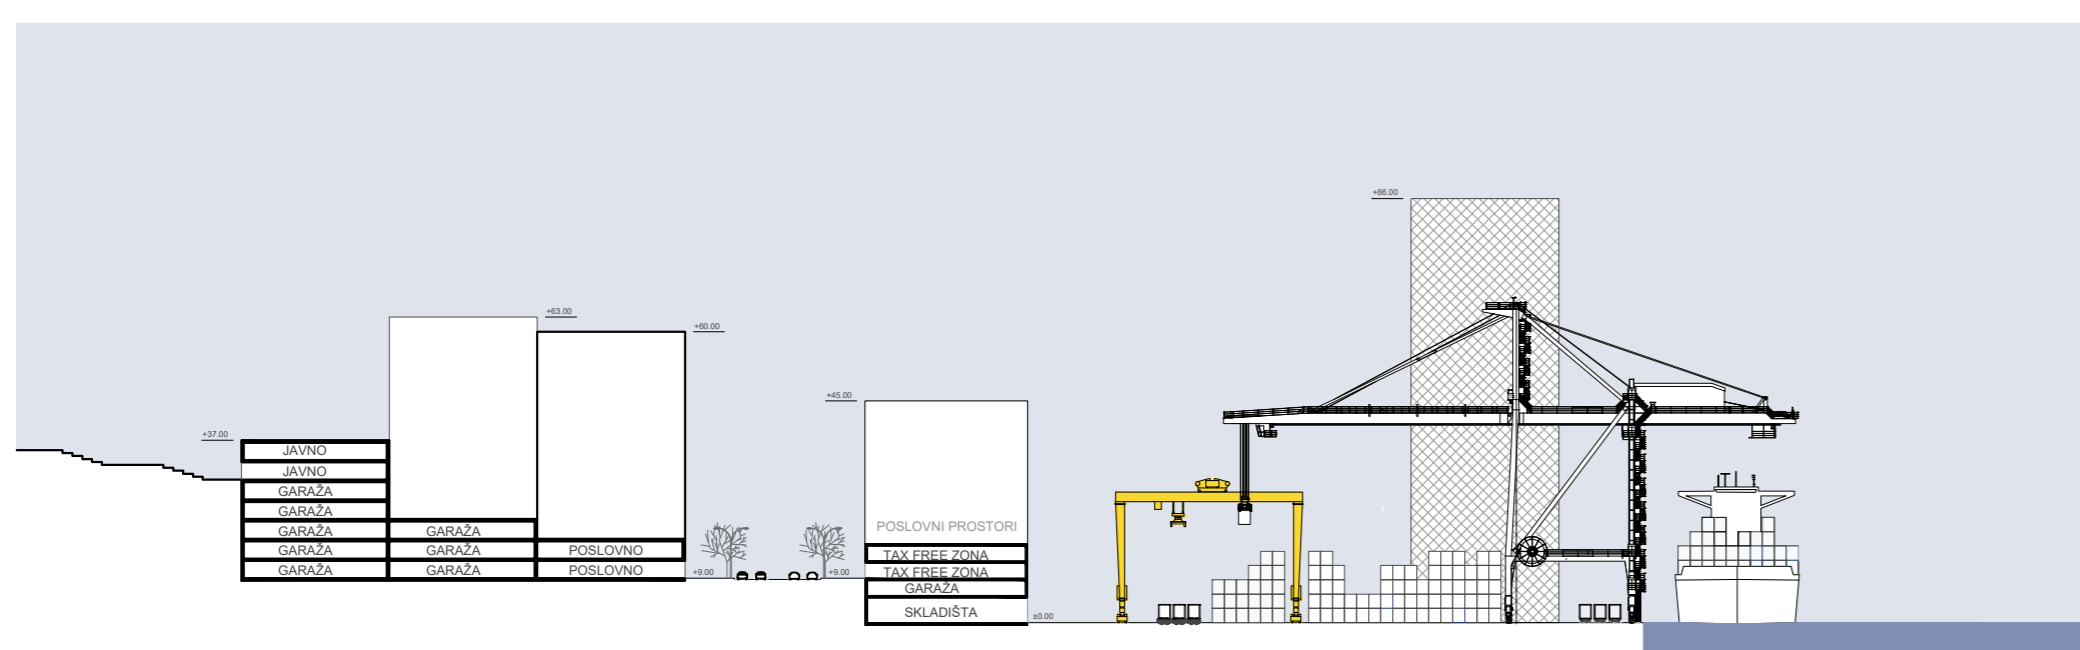 +86.00
+63.00
+60.00
+45.00
+37.00
JAVNO
JAVNO
GARAŽA
GARAŽA
GARAŽA GARAŽA
GARAŽA GARAŽA POSLOVNO
GARAŽA GARAŽA POSLOVNO
+9.00
+9.00
POSLOVNI PROSTORI
TAX FREE ZONA
TAX FREE ZONA
GARAŽA
SKLADIŠTA
±0.00